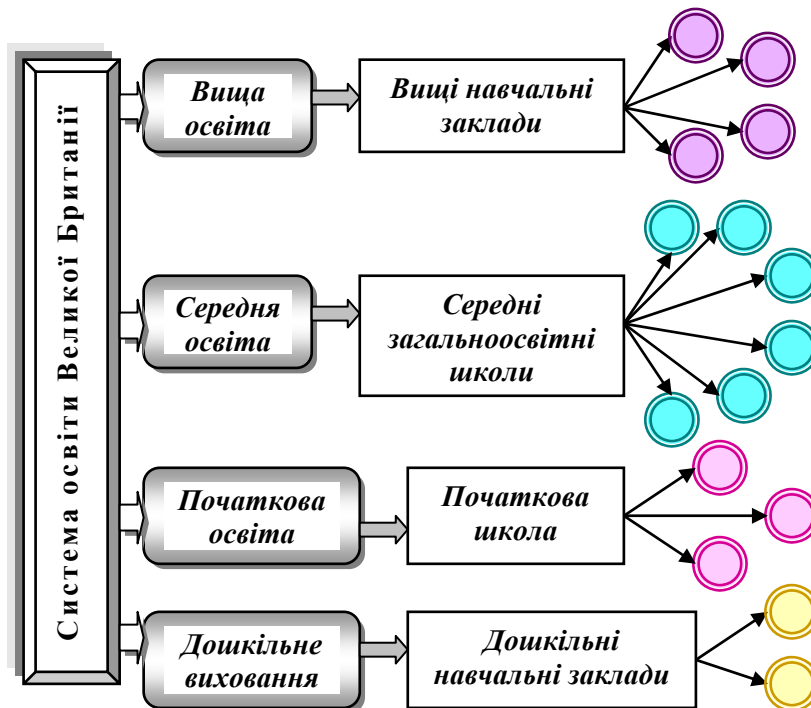 Система освіти Великої Британії
Вища
освіта
Вищі навчальні
заклади
Середня
освіта
Середні
загальноосвітні
школи
Початкова
освіта
Початкова
школа
Дошкільне
виховання
Дошкільні
навчальні заклади